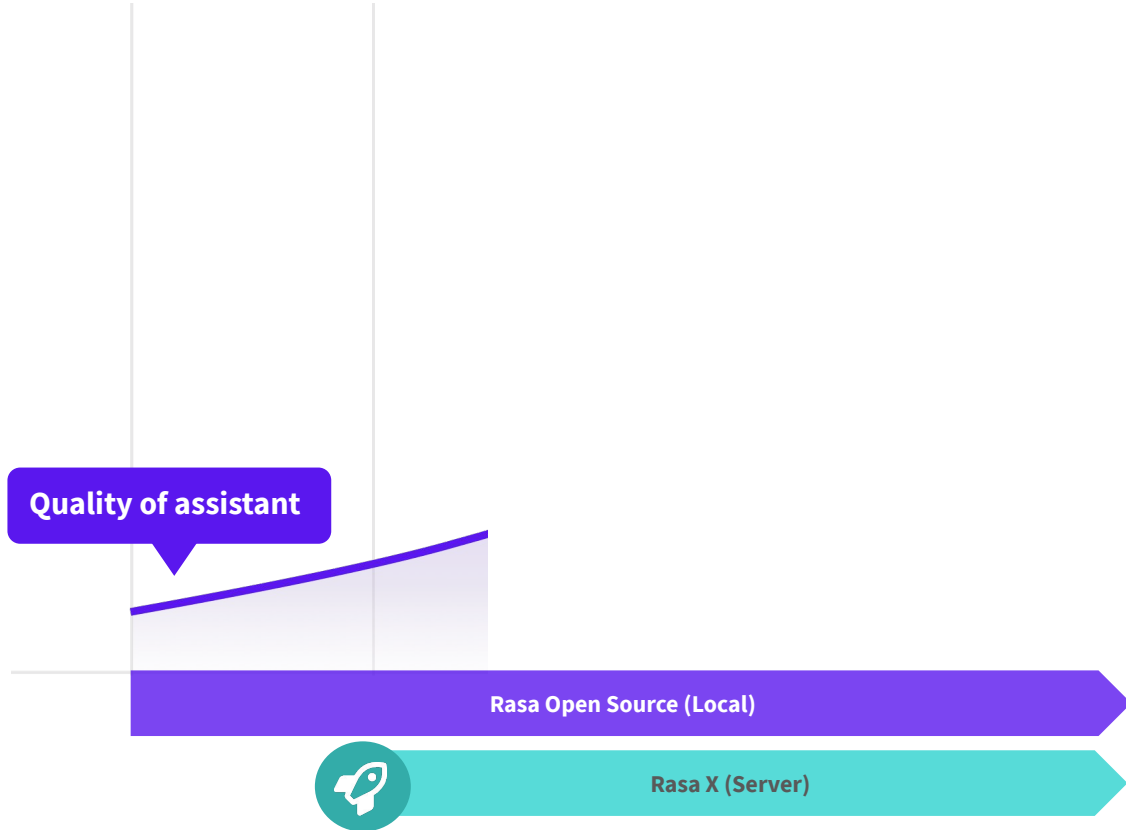 Quality of assistant
Rasa Open Source (Local)
Rasa X (Server)